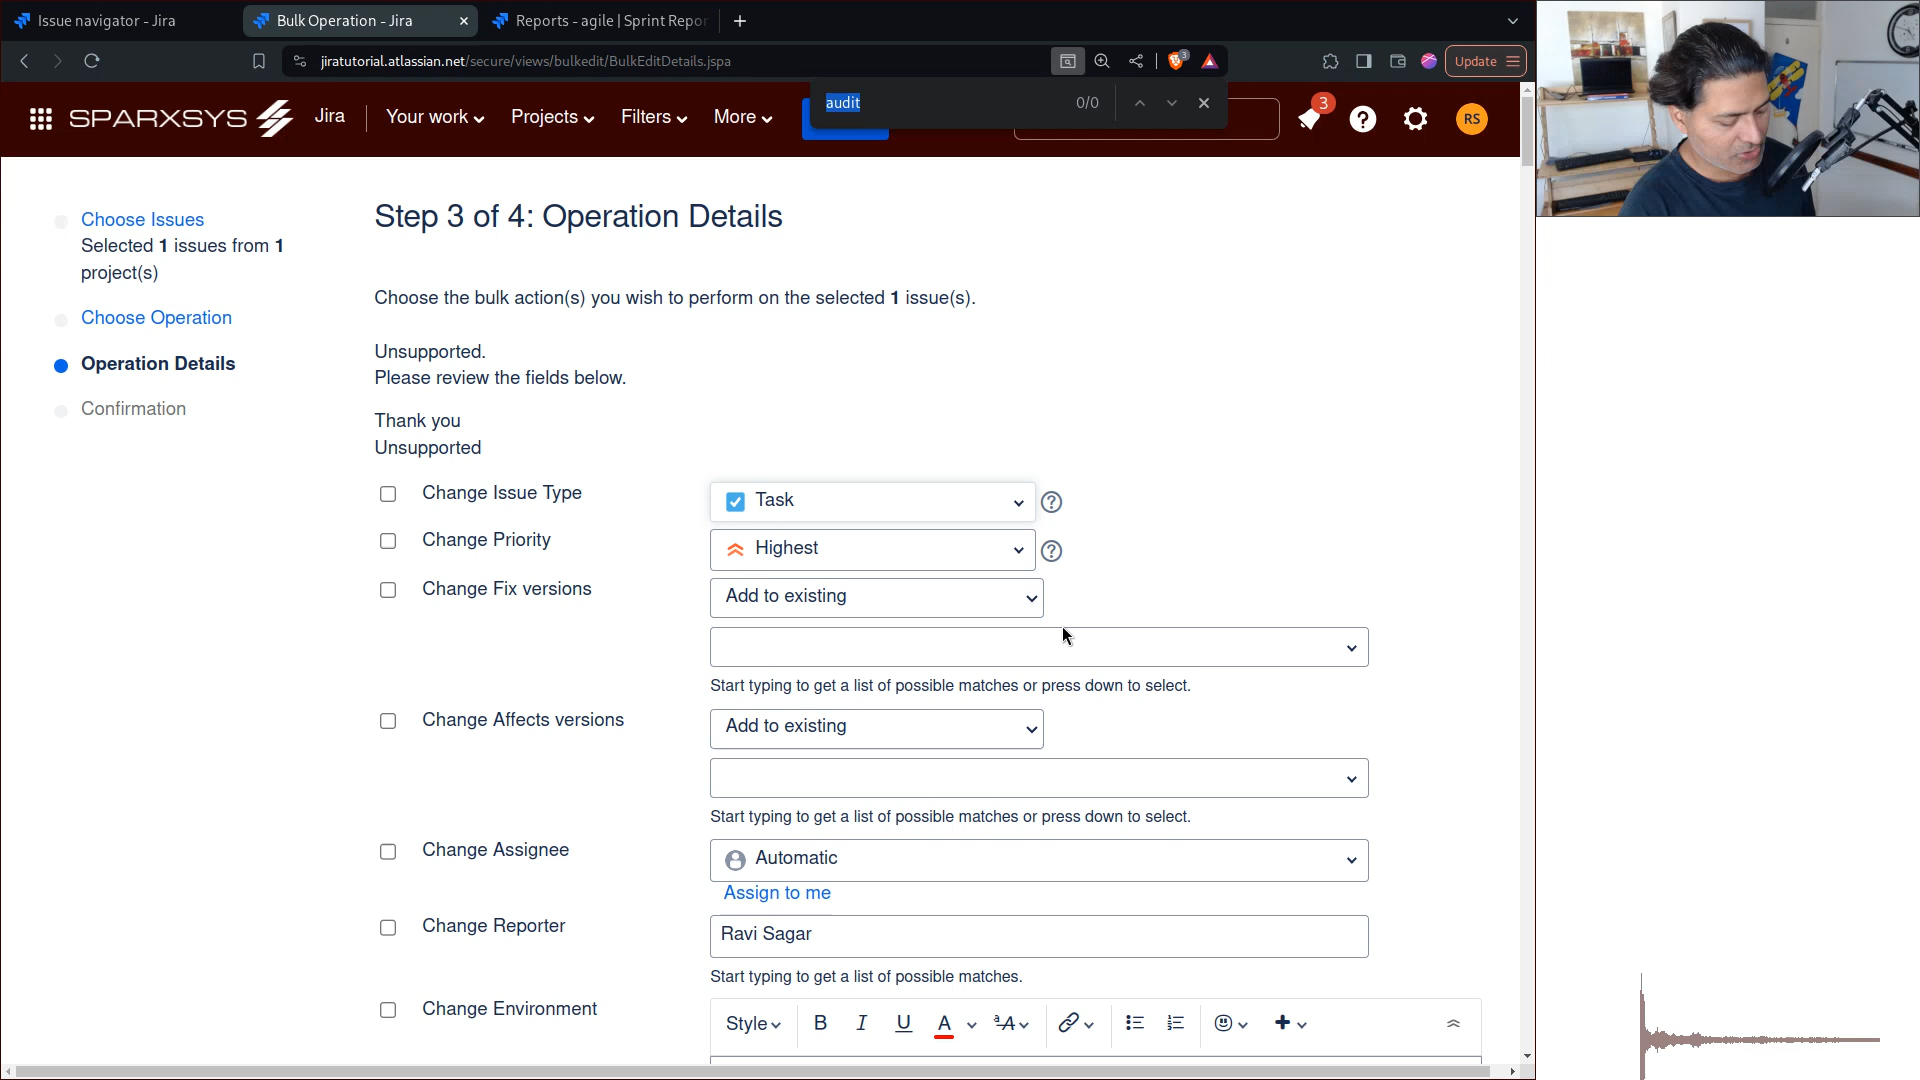 Issue navigator - Jira
Bulk Operation - Jira
Reports - agile | Sprint Repor
jiratutorial.atlassian.net/secure/views/bulkedit/BulkEditDetails.jspa
3
Update
audit
0/0
SPARXSYS
Jira
Your work
Projects
Filters
More
3
RS
Choose Issues
Selected 1 issues from 1
project(s)
Choose Operation
Operation Details
Confirmation
Step 3 of 4: Operation Details
Choose the bulk action(s) you wish to perform on the selected 1 issue(s).
Unsupported.
Please review the fields below.
Thank you
Unsupported
Change Issue Type
Task
Change Priority
Highest
Change Fix versions
Add to existing
Start typing to get a list of possible matches or press down to select.
Change Affects versions
Add to existing
Start typing to get a list of possible matches or press down to select.
Change Assignee
Automatic
Assign to me
Change Reporter
Ravi Sagar
Start typing to get a list of possible matches.
Change Environment
Style
B
I
U
A
ªA